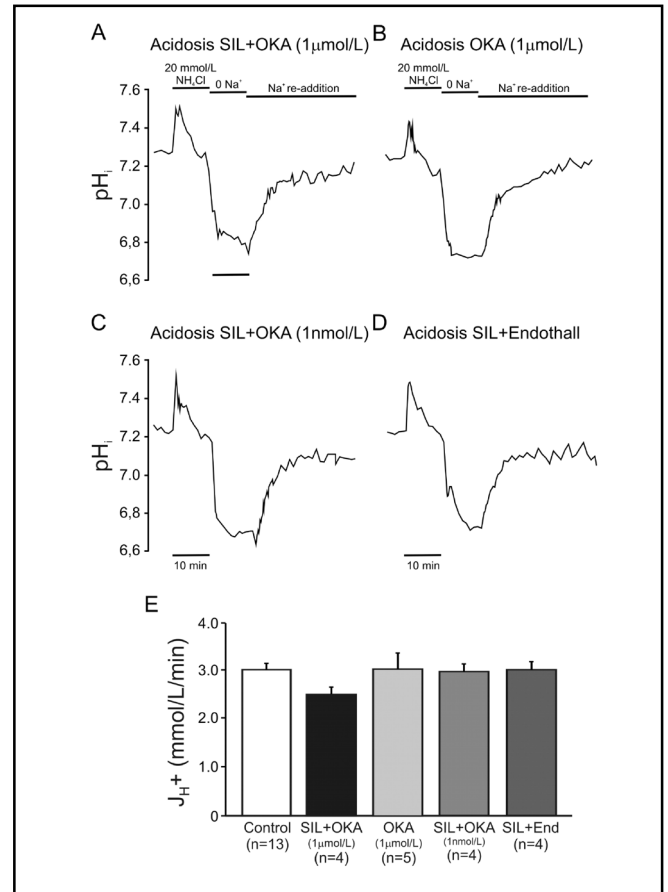 A
Acidosis SIL+OKA (1μmol/L)
20 mmol/L
NH₄Cl
0 Na⁺
Na⁺ re-addition
pHᵢ
7.6
7.4
7.2
7.0
6.8
6,6
B
Acidosis OKA (1μmol/L)
20 mmol/L
NH₄Cl
0 Na⁺
Na⁺ re-addition
C
Acidosis SIL+OKA (1nmol/L)
pHᵢ
7.6
7.4
7.2
7.0
6.8
6,6
10 min
D
Acidosis SIL+Endothall
10 min
E
J_H+ (mmol/L/min)
4.0
3.0
2.0
1.0
0
Control
(n=13)
SIL+OKA
(1μmol/L)
(n=4)
OKA
(1μmol/L)
(n=5)
SIL+OKA
(1nmol/L)
(n=4)
SIL+End
(n=4)